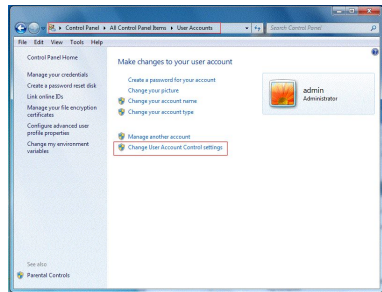 Control Panel ▸ All Control Panel Items ▸ User Accounts
Search Control Panel
File Edit View Tools Help
Control Panel Home
Manage your credentials
Create a password reset disk
Link online IDs
Manage your file encryption
certificates
Configure advanced user
profile properties
Change my environment
variables
See also
Parental Controls
Make changes to your user account
Create a password for your account
Change your picture
Change your account name
Change your account type
Manage another account
Change User Account Control settings
admin
Administrator